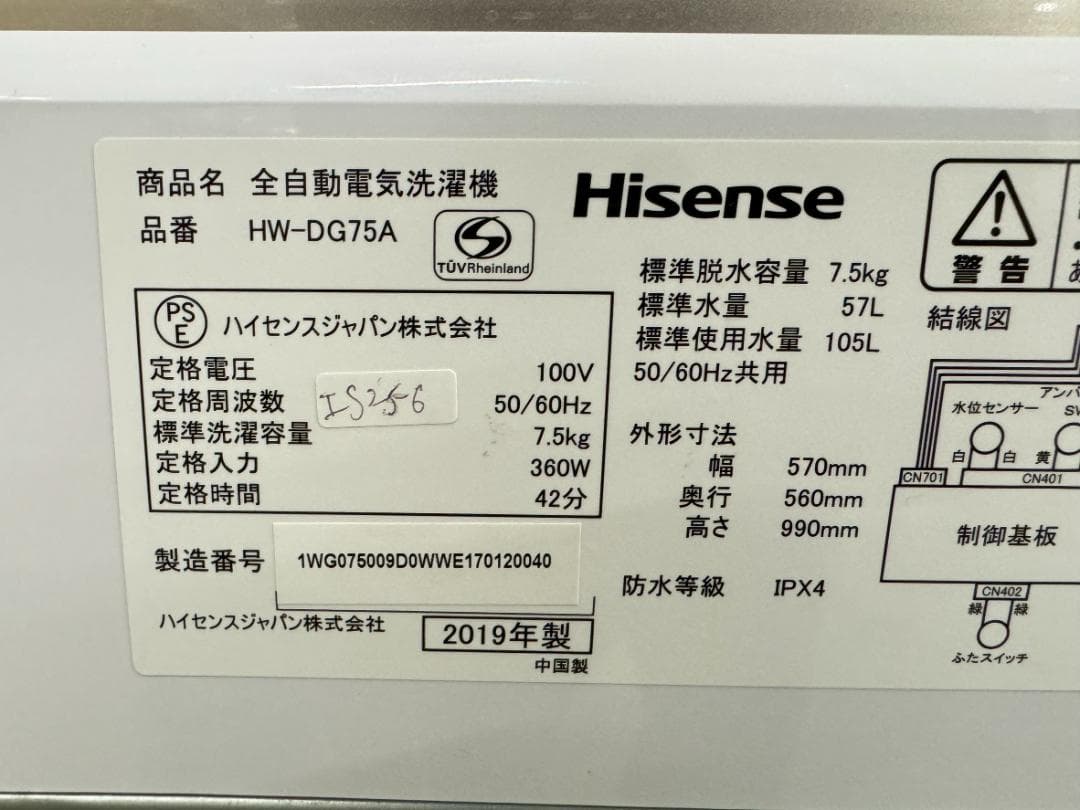 商品名 全自動電気洗濯機
品番 HW-DG75A
TÜVRheinland
Hisense
PS
E
ハイセンスジャパン株式会社
定格電圧 100V
定格周波数 50/60Hz
IS256
標準洗濯容量 7.5kg
定格入力 360W
定格時間 42分
製造番号 1WG075009D0WWE170120040
ハイセンスジャパン株式会社
2019年製
中国製
標準脱水容量 7.5kg
標準水量 57L
標準使用水量 105L
50/60Hz共用
外形寸法
幅 570mm
奥行 560mm
高さ 990mm
防水等級 IPX4
警告
結線図
アンバ
水位センサー SW
白 白 黄
CN701 CN401
制御基板
CN402
緑 緑
ふたスイッチ